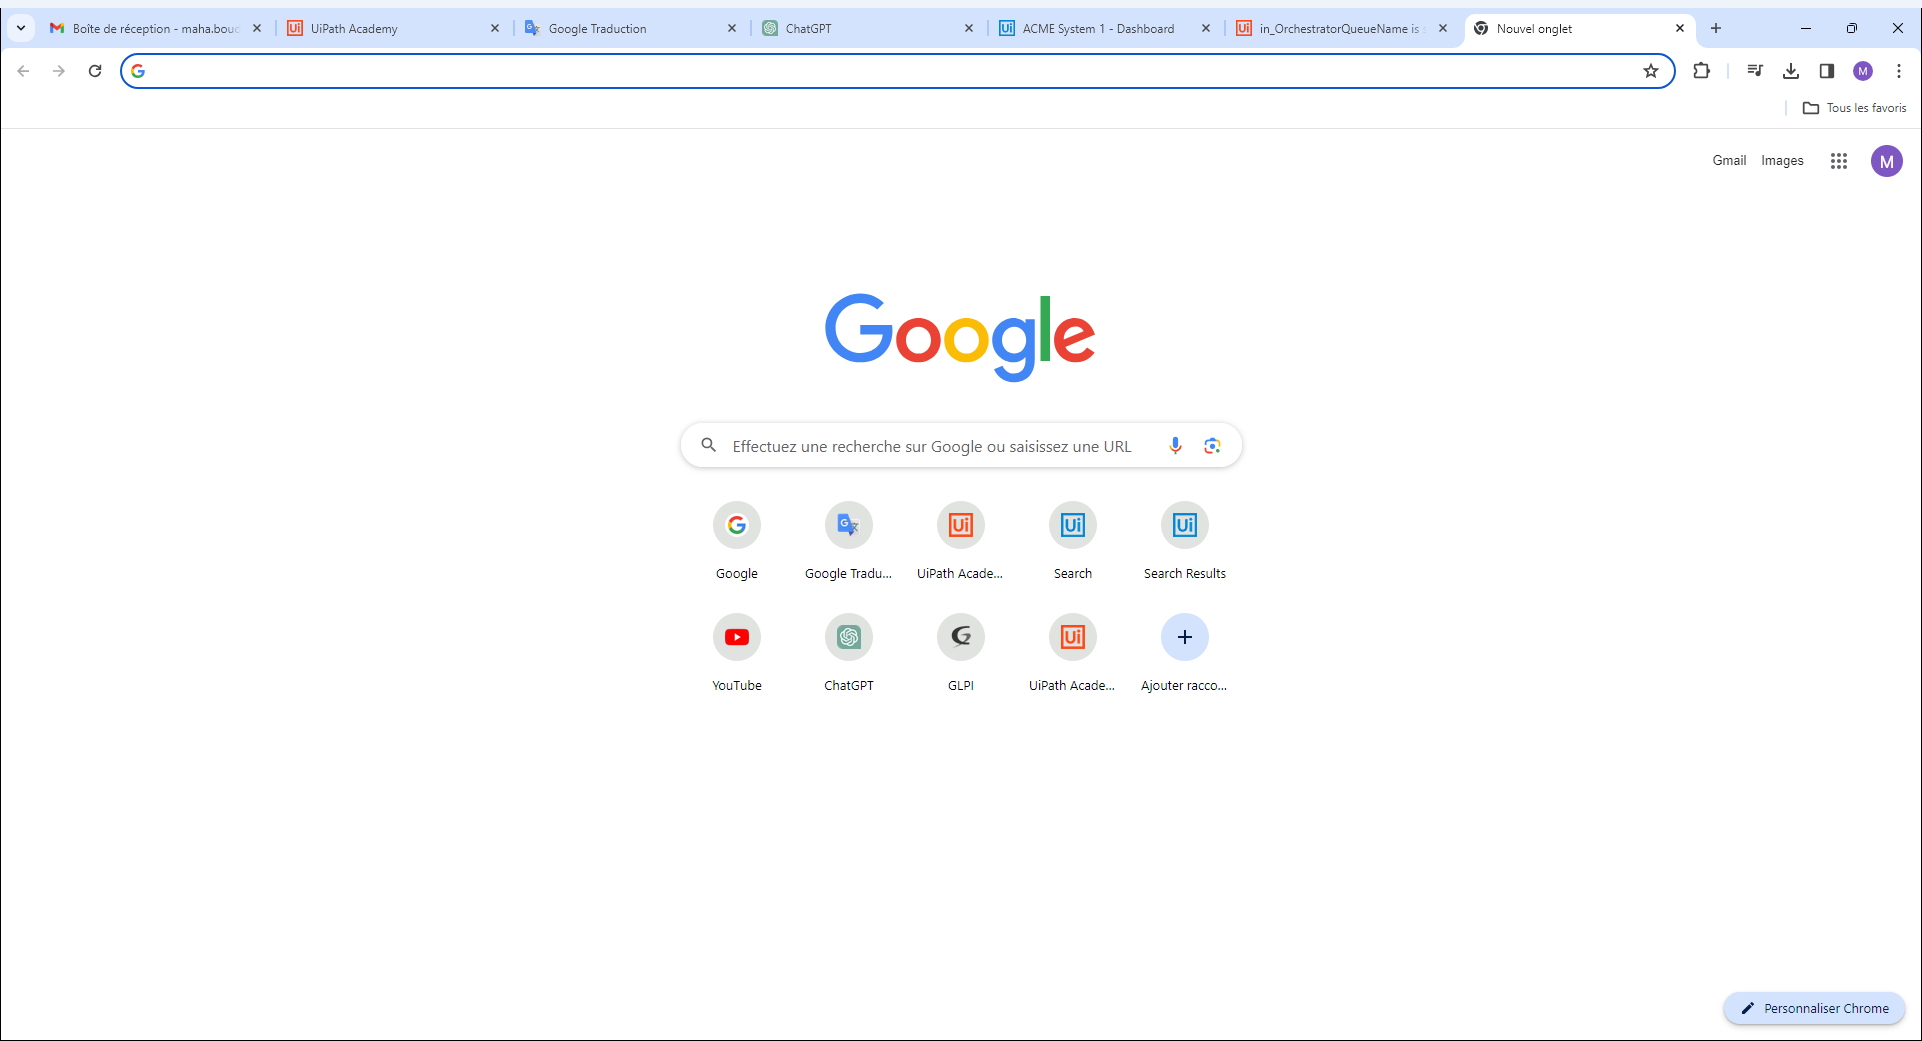 Boîte de réception - maha.bouc
UiPath Academy
Google Traduction
ChatGPT
ACME System 1 - Dashboard
in_OrchestratorQueueName is
Nouvel onglet
M
Tous les favoris
Gmail
Images
M
Google
Effectuez une recherche sur Google ou saisissez une URL
Google
Google Tradu...
UiPath Acade...
Search
Search Results
YouTube
ChatGPT
GLPI
UiPath Acade...
Ajouter racco...
Personnaliser Chrome